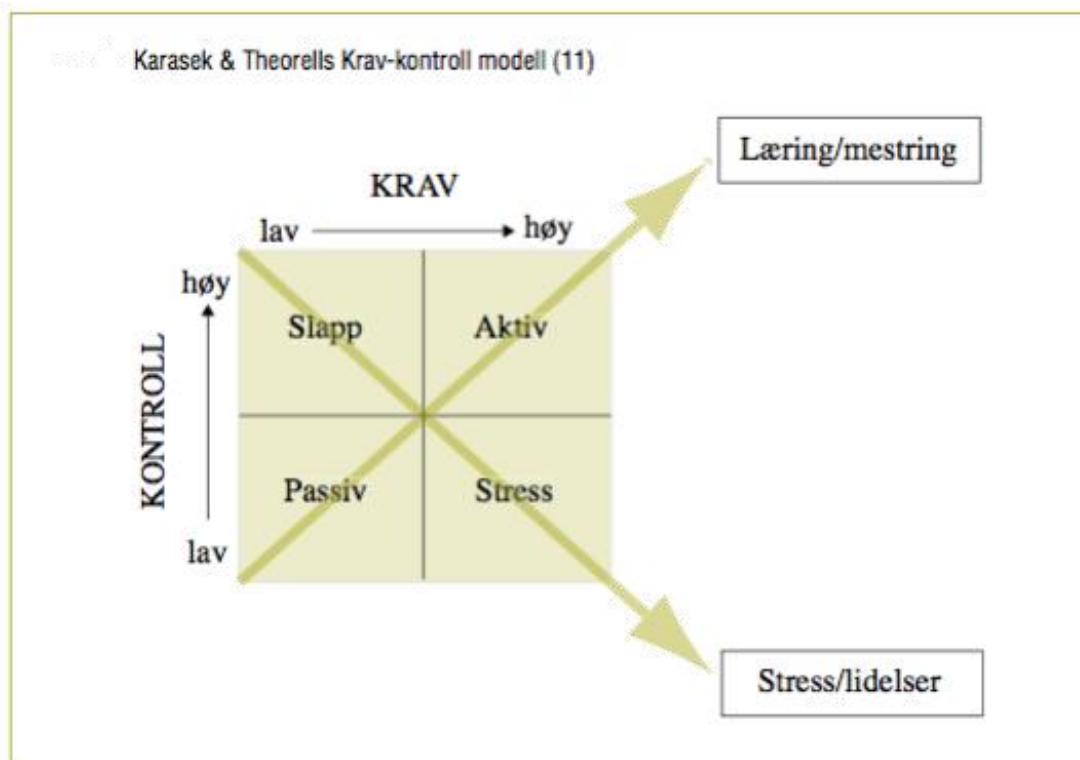 Karasek & Theorells Krav-kontroll modell (11)
Læring/mestring
KRAV
lav
høy
høy
Slapp
Aktiv
KONTROLL
Passiv
Stress
lav
Stress/lidelser